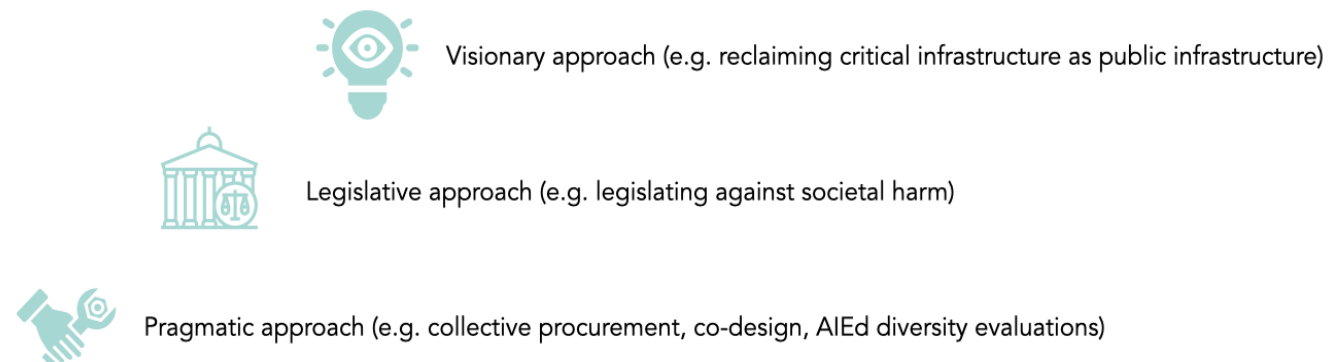 Visionary approach (e.g. reclaiming critical infrastructure as public infrastructure)
Legislative approach (e.g. legislating against societal harm)
Pragmatic approach (e.g. collective procurement, co-design, AIEd diversity evaluations)